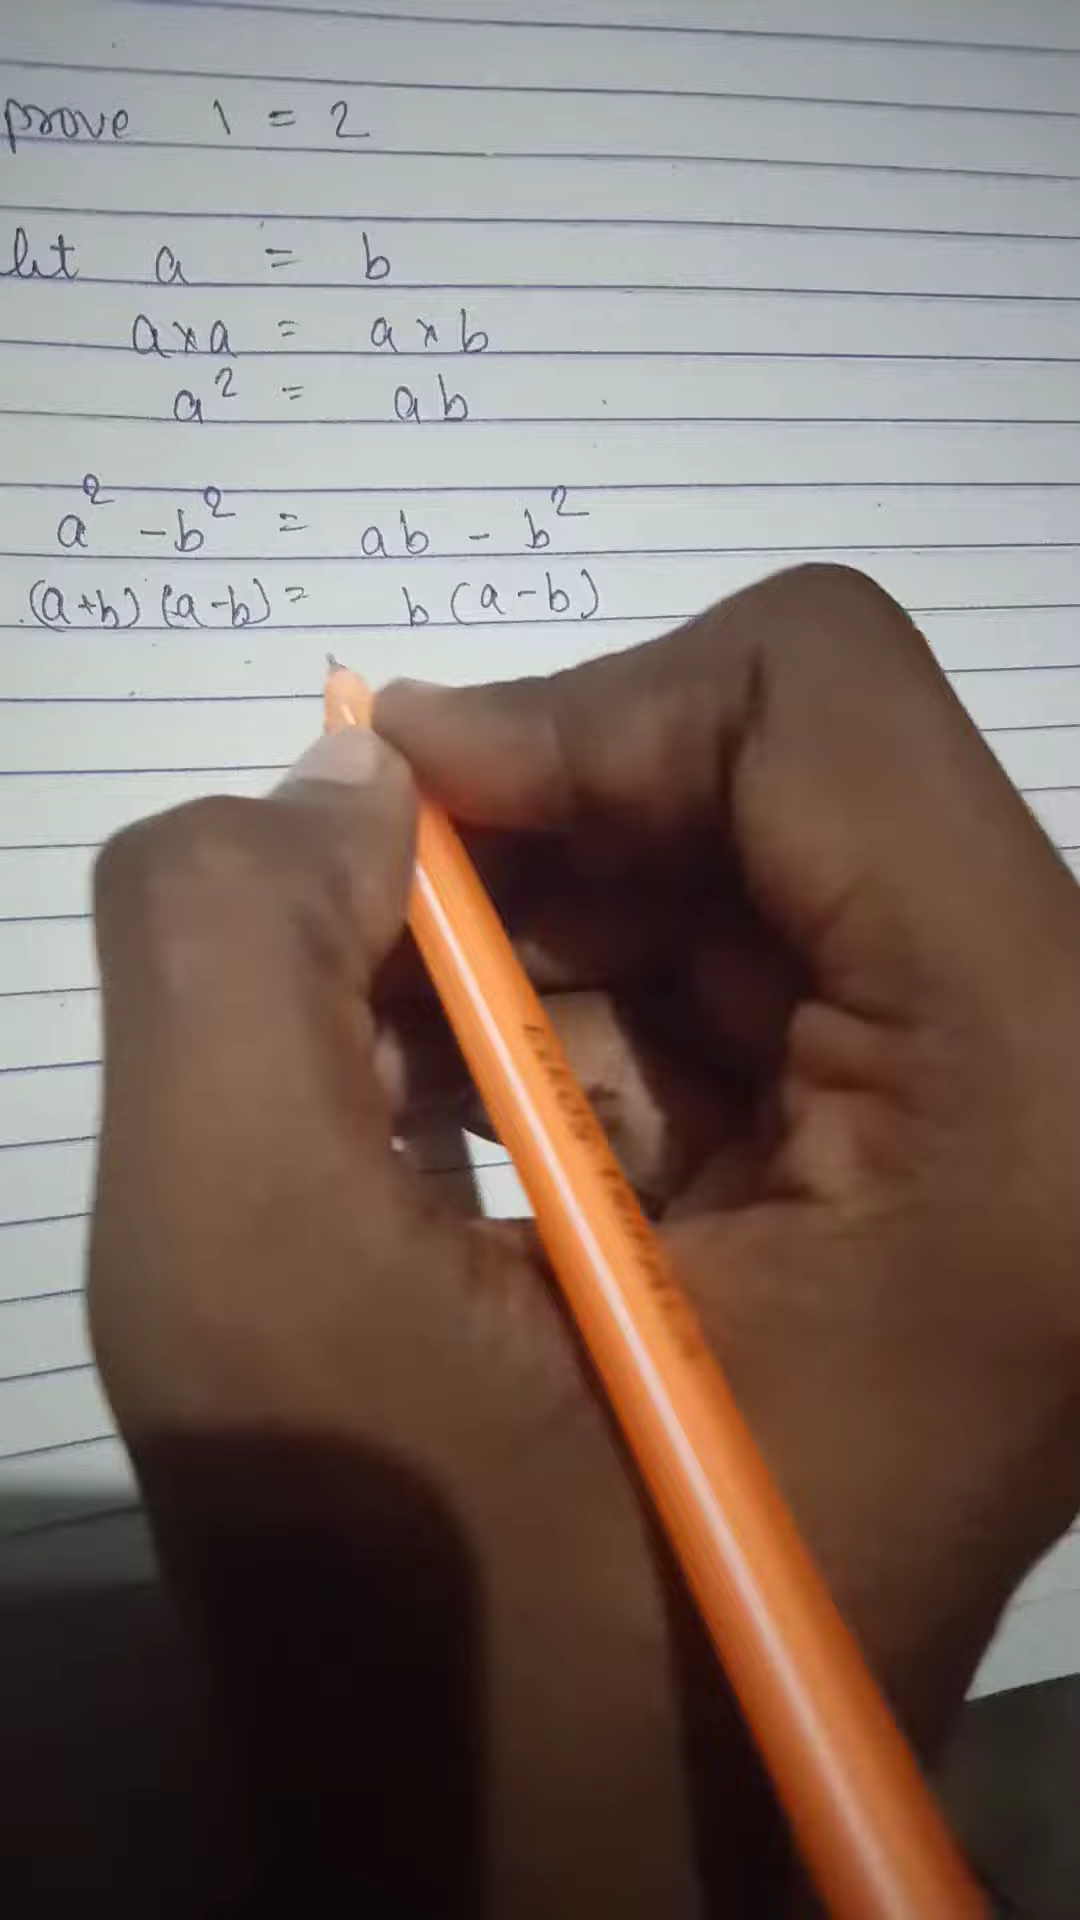 prove 1 = 2
let a = b
a×a = a×b
a² = ab
a² - b² = ab - b²
(a+b) (a-b) = b (a-b)